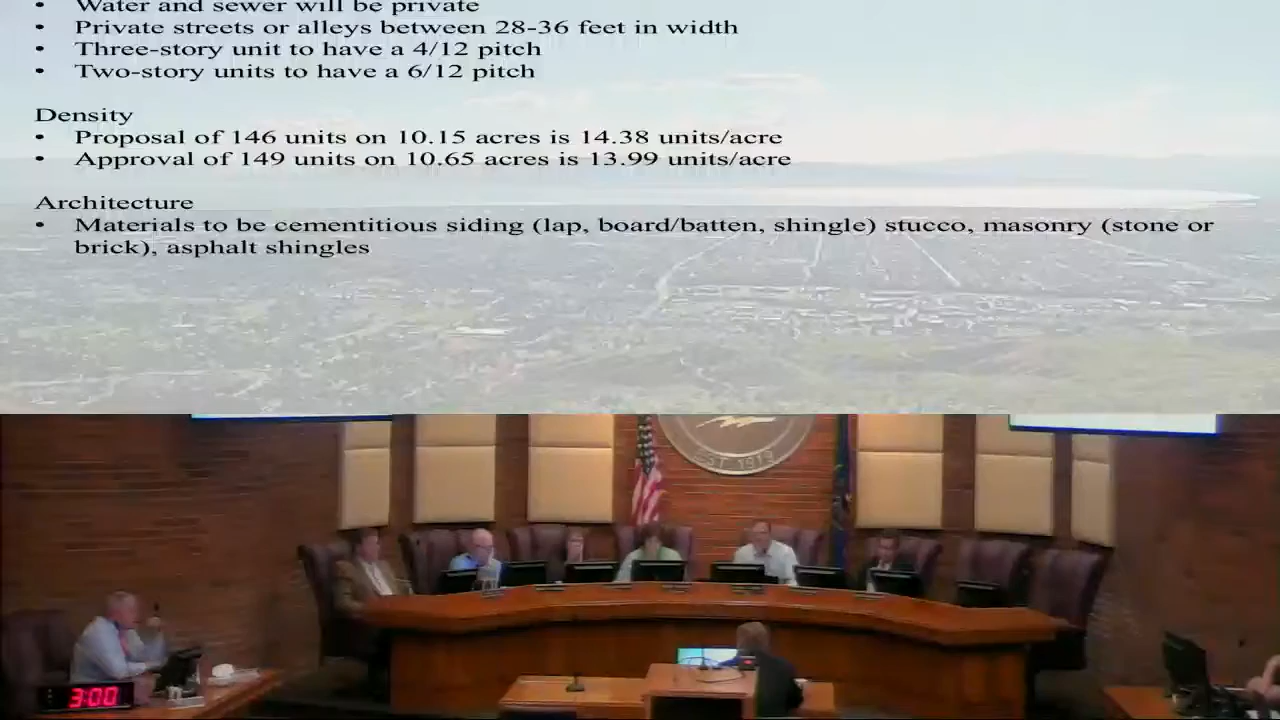 • Water and sewer will be private
• Private streets or alleys between 28-36 feet in width
• Three-story unit to have a 4/12 pitch
• Two-story units to have a 6/12 pitch
Density
• Proposal of 146 units on 10.15 acres is 14.38 units/acre
• Approval of 149 units on 10.65 acres is 13.99 units/acre
Architecture
• Materials to be cementitious siding (lap, board/batten, shingle) stucco, masonry (stone or
brick), asphalt shingles
EST 1919
3:00